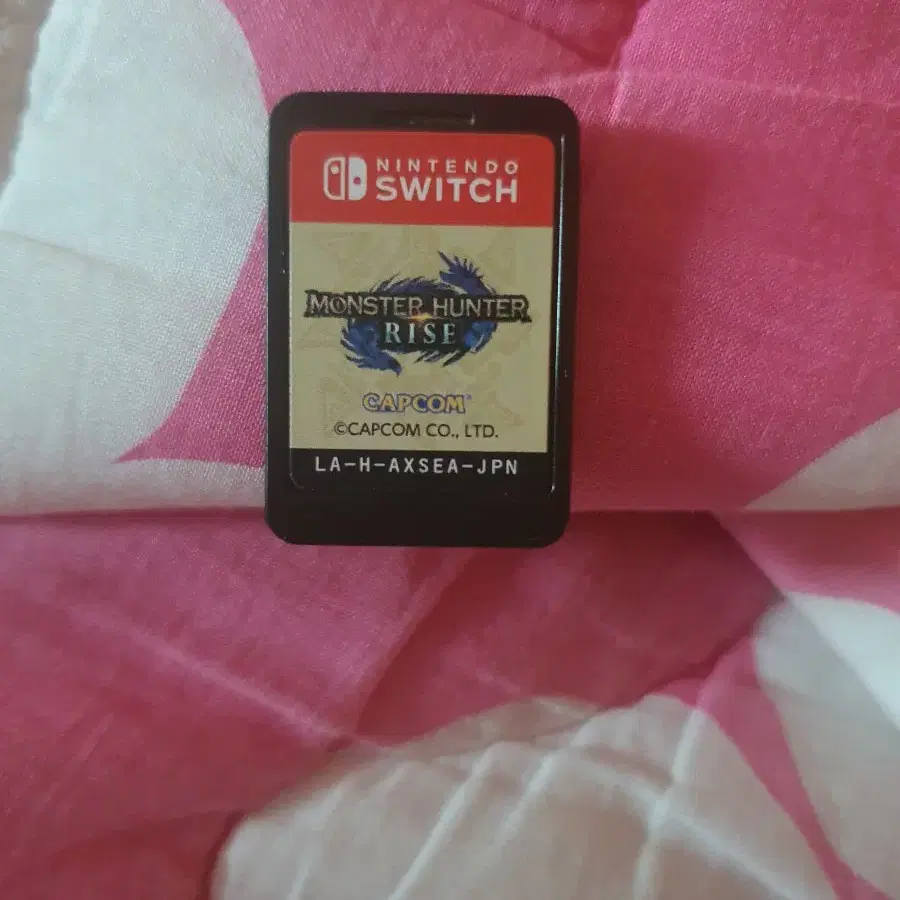 NINTENDO
SWITCH
MONSTER HUNTER
RISE
CAPCOM
©CAPCOM CO., LTD.
LA-H-AXSEA-JPN